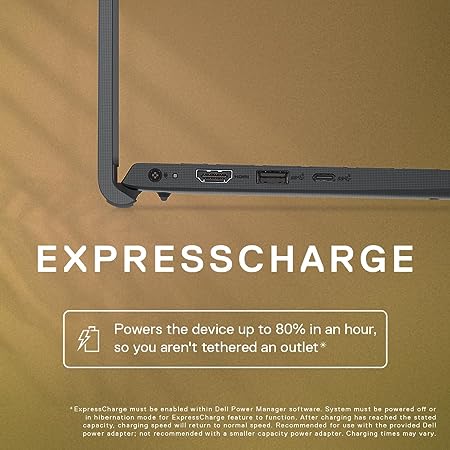 HDMI
EXPRESSCHARGE
Powers the device up to 80% in an hour,
so you aren't tethered an outlet*
*ExpressCharge must be enabled within Dell Power Manager software. System must be powered off or
in hibernation mode for ExpressCharge feature to function. After charging has reached the stated
capacity, charging speed will return to normal speed. Recommended for use with the provided Dell
power adapter; not recommended with a smaller capacity power adapter. Charging times may vary.